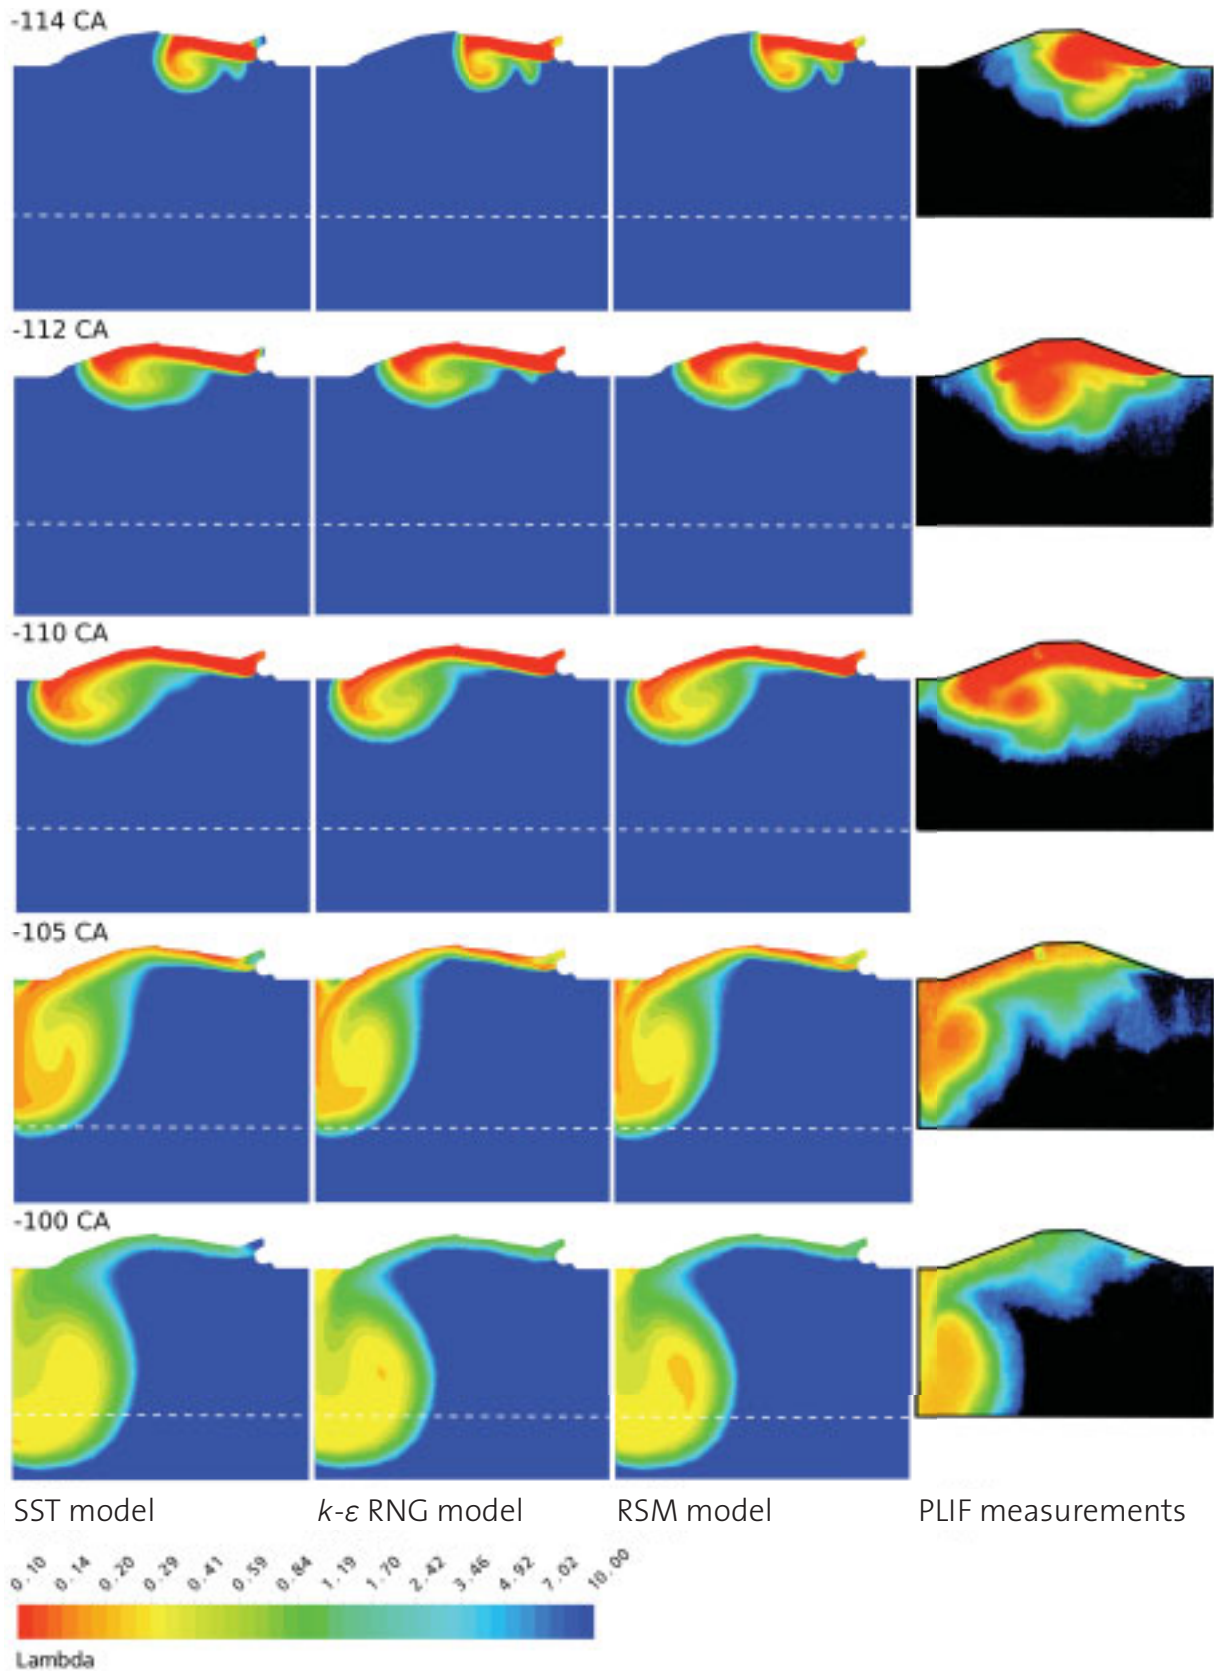 -114 CA
-112 CA
-110 CA
-105 CA
-100 CA
SST model
k-ε RNG model
RSM model
PLIF measurements
0.10 0.14 0.20 0.29 0.41 0.59 0.84 1.19 1.70 2.42 3.46 4.92 7.02 10.00
Lambda